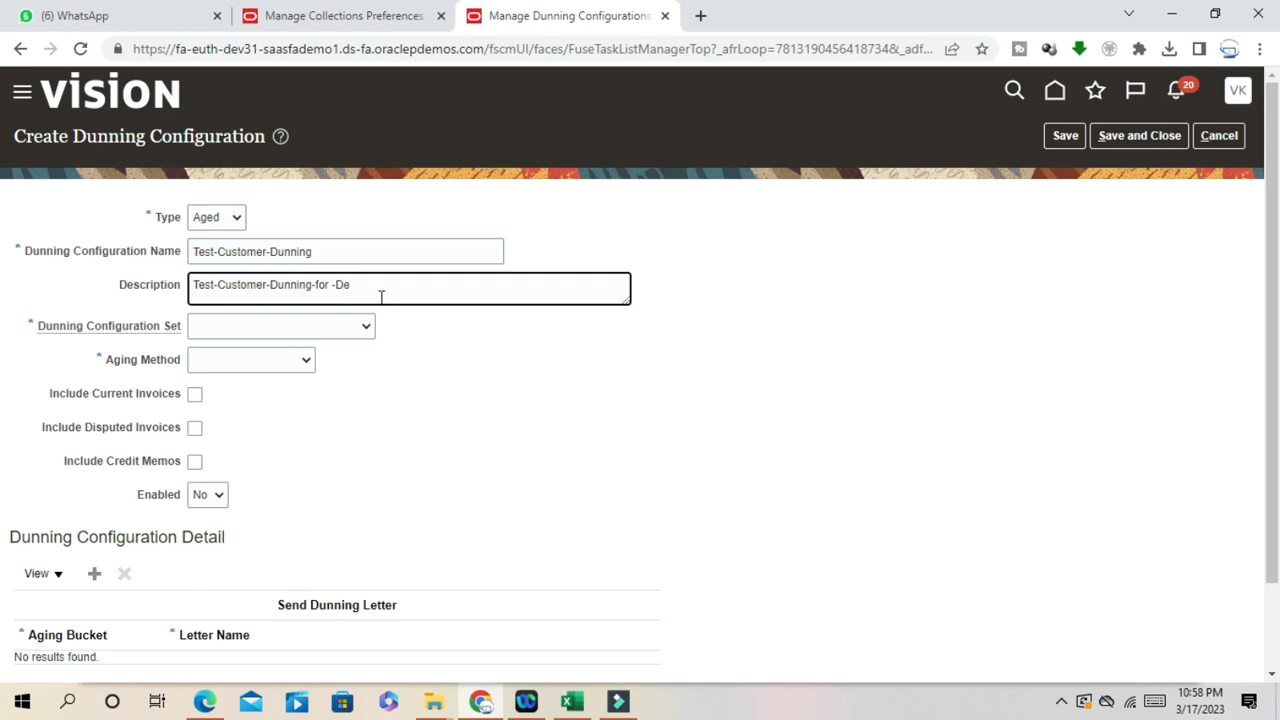 6
(6) WhatsApp
Manage Collections Preferences -
Manage Dunning Configurations
https://fa-euth-dev31-saasfademo1.ds-fa.oraclepdemos.com/fscmUI/faces/FuseTaskListManagerTop?_afrLoop=7813190456418734&_adf...
VISION
20
VK
Create Dunning Configuration ?
Save
Save and Close
Cancel
* Type Aged
* Dunning Configuration Name Test-Customer-Dunning
Description Test-Customer-Dunning-for -De
* Dunning Configuration Set
* Aging Method
Include Current Invoices
Include Disputed Invoices
Include Credit Memos
Enabled No
Dunning Configuration Detail
View
Send Dunning Letter
* Aging Bucket * Letter Name
No results found.
10:58 PM
3/17/2023